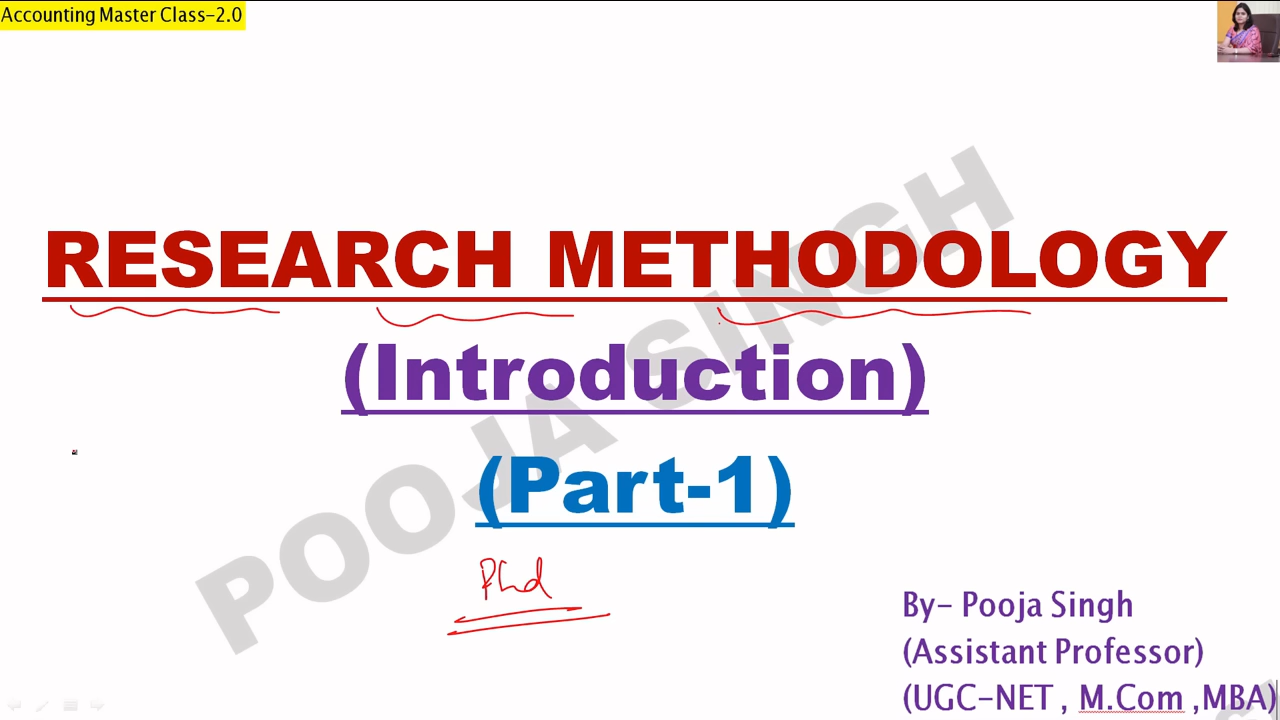 Accounting Master Class-2.0
RESEARCH METHODOLOGY
(Introduction)
(Part-1)
Phd
POOJA SINGH
By- Pooja Singh
(Assistant Professor)
(UGC-NET , M.Com ,MBA)